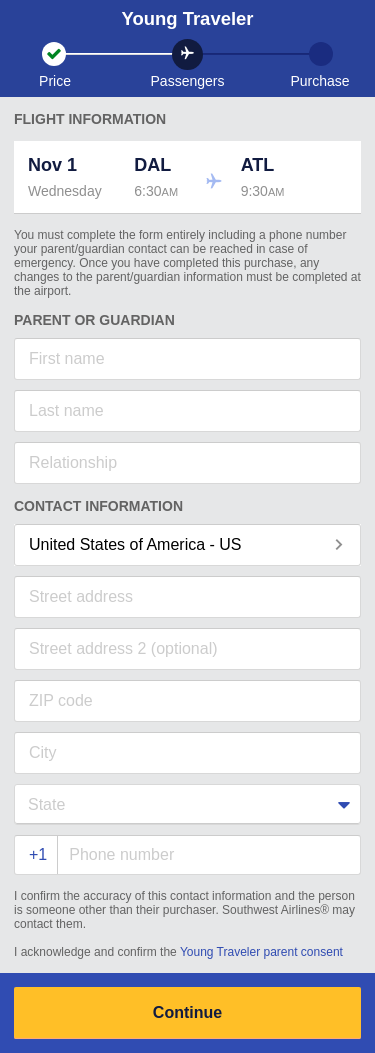 Young Traveler
Price Passengers Purchase
FLIGHT INFORMATION
Nov 1 DAL ATL
Wednesday 6:30AM 9:30AM
You must complete the form entirely including a phone number
your parent/guardian contact can be reached in case of
emergency. Once you have completed this purchase, any
changes to the parent/guardian information must be completed at
the airport.
PARENT OR GUARDIAN
First name
Last name
Relationship
CONTACT INFORMATION
United States of America - US
Street address
Street address 2 (optional)
ZIP code
City
State
+1 Phone number
I confirm the accuracy of this contact information and the person
is someone other than their purchaser. Southwest Airlines® may
contact them.
I acknowledge and confirm the Young Traveler parent consent
Continue